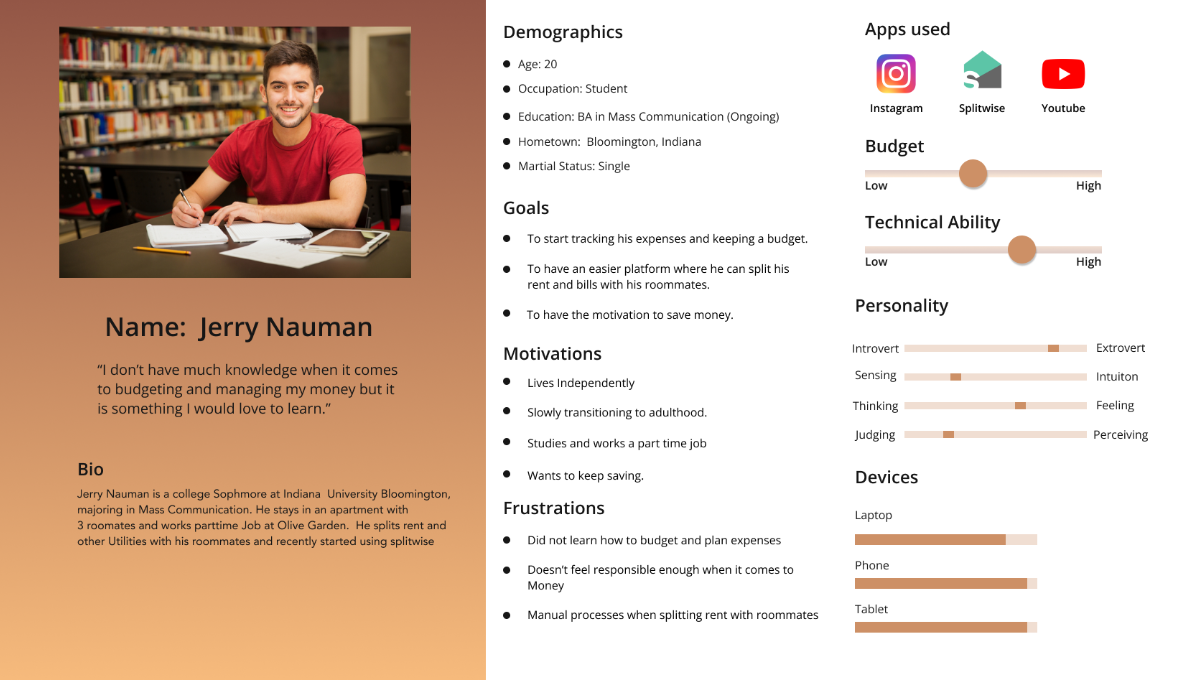 Name: Jerry Nauman
“I don’t have much knowledge when it comes
to budgeting and managing my money but it
is something I would love to learn.”
Bio
Jerry Nauman is a college Sophmore at Indiana University Bloomington,
majoring in Mass Communication. He stays in an apartment with
3 roomates and works parttime Job at Olive Garden. He splits rent and
other Utilities with his roommates and recently started using splitwise
Demographics
Age: 20
Occupation: Student
Education: BA in Mass Communication (Ongoing)
Hometown: Bloomington, Indiana
Martial Status: Single
Goals
To start tracking his expenses and keeping a budget.
To have an easier platform where he can split his
rent and bills with his roommates.
To have the motivation to save money.
Motivations
Lives Independently
Slowly transitioning to adulthood.
Studies and works a part time job
Wants to keep saving.
Frustrations
Did not learn how to budget and plan expenses
Doesn’t feel responsible enough when it comes to
Money
Manual processes when splitting rent with roommates
Apps used
Instagram Splitwise Youtube
Budget
Low High
Technical Ability
Low High
Personality
Introvert Extrovert
Sensing Intuiton
Thinking Feeling
Judging Perceiving
Devices
Laptop
Phone
Tablet